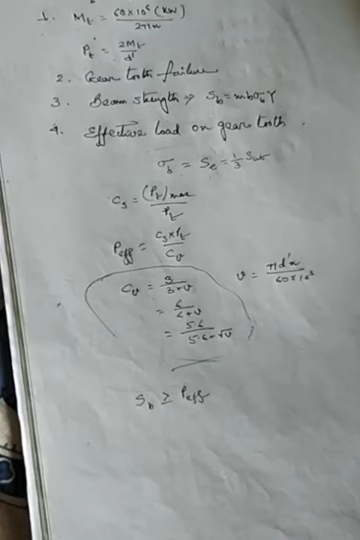 1. Mt = 60×10⁶ (KW) / 2πn
Pt = 2Mt / d'
2. Gear tooth failure
3. Beam strength ⇒ Sb = mbσbY
4. Effective load on gear tooth.
σb = Se = 1/3 Sut
Cs = (Pt) max / Pt
Peff = Cs × Pt / Cv
Cv = 3 / 3+v    v = πd'n / 60×10³
= 6 / 6+v
= 5.6 / 5.6+√v
Sb ≥ Peff